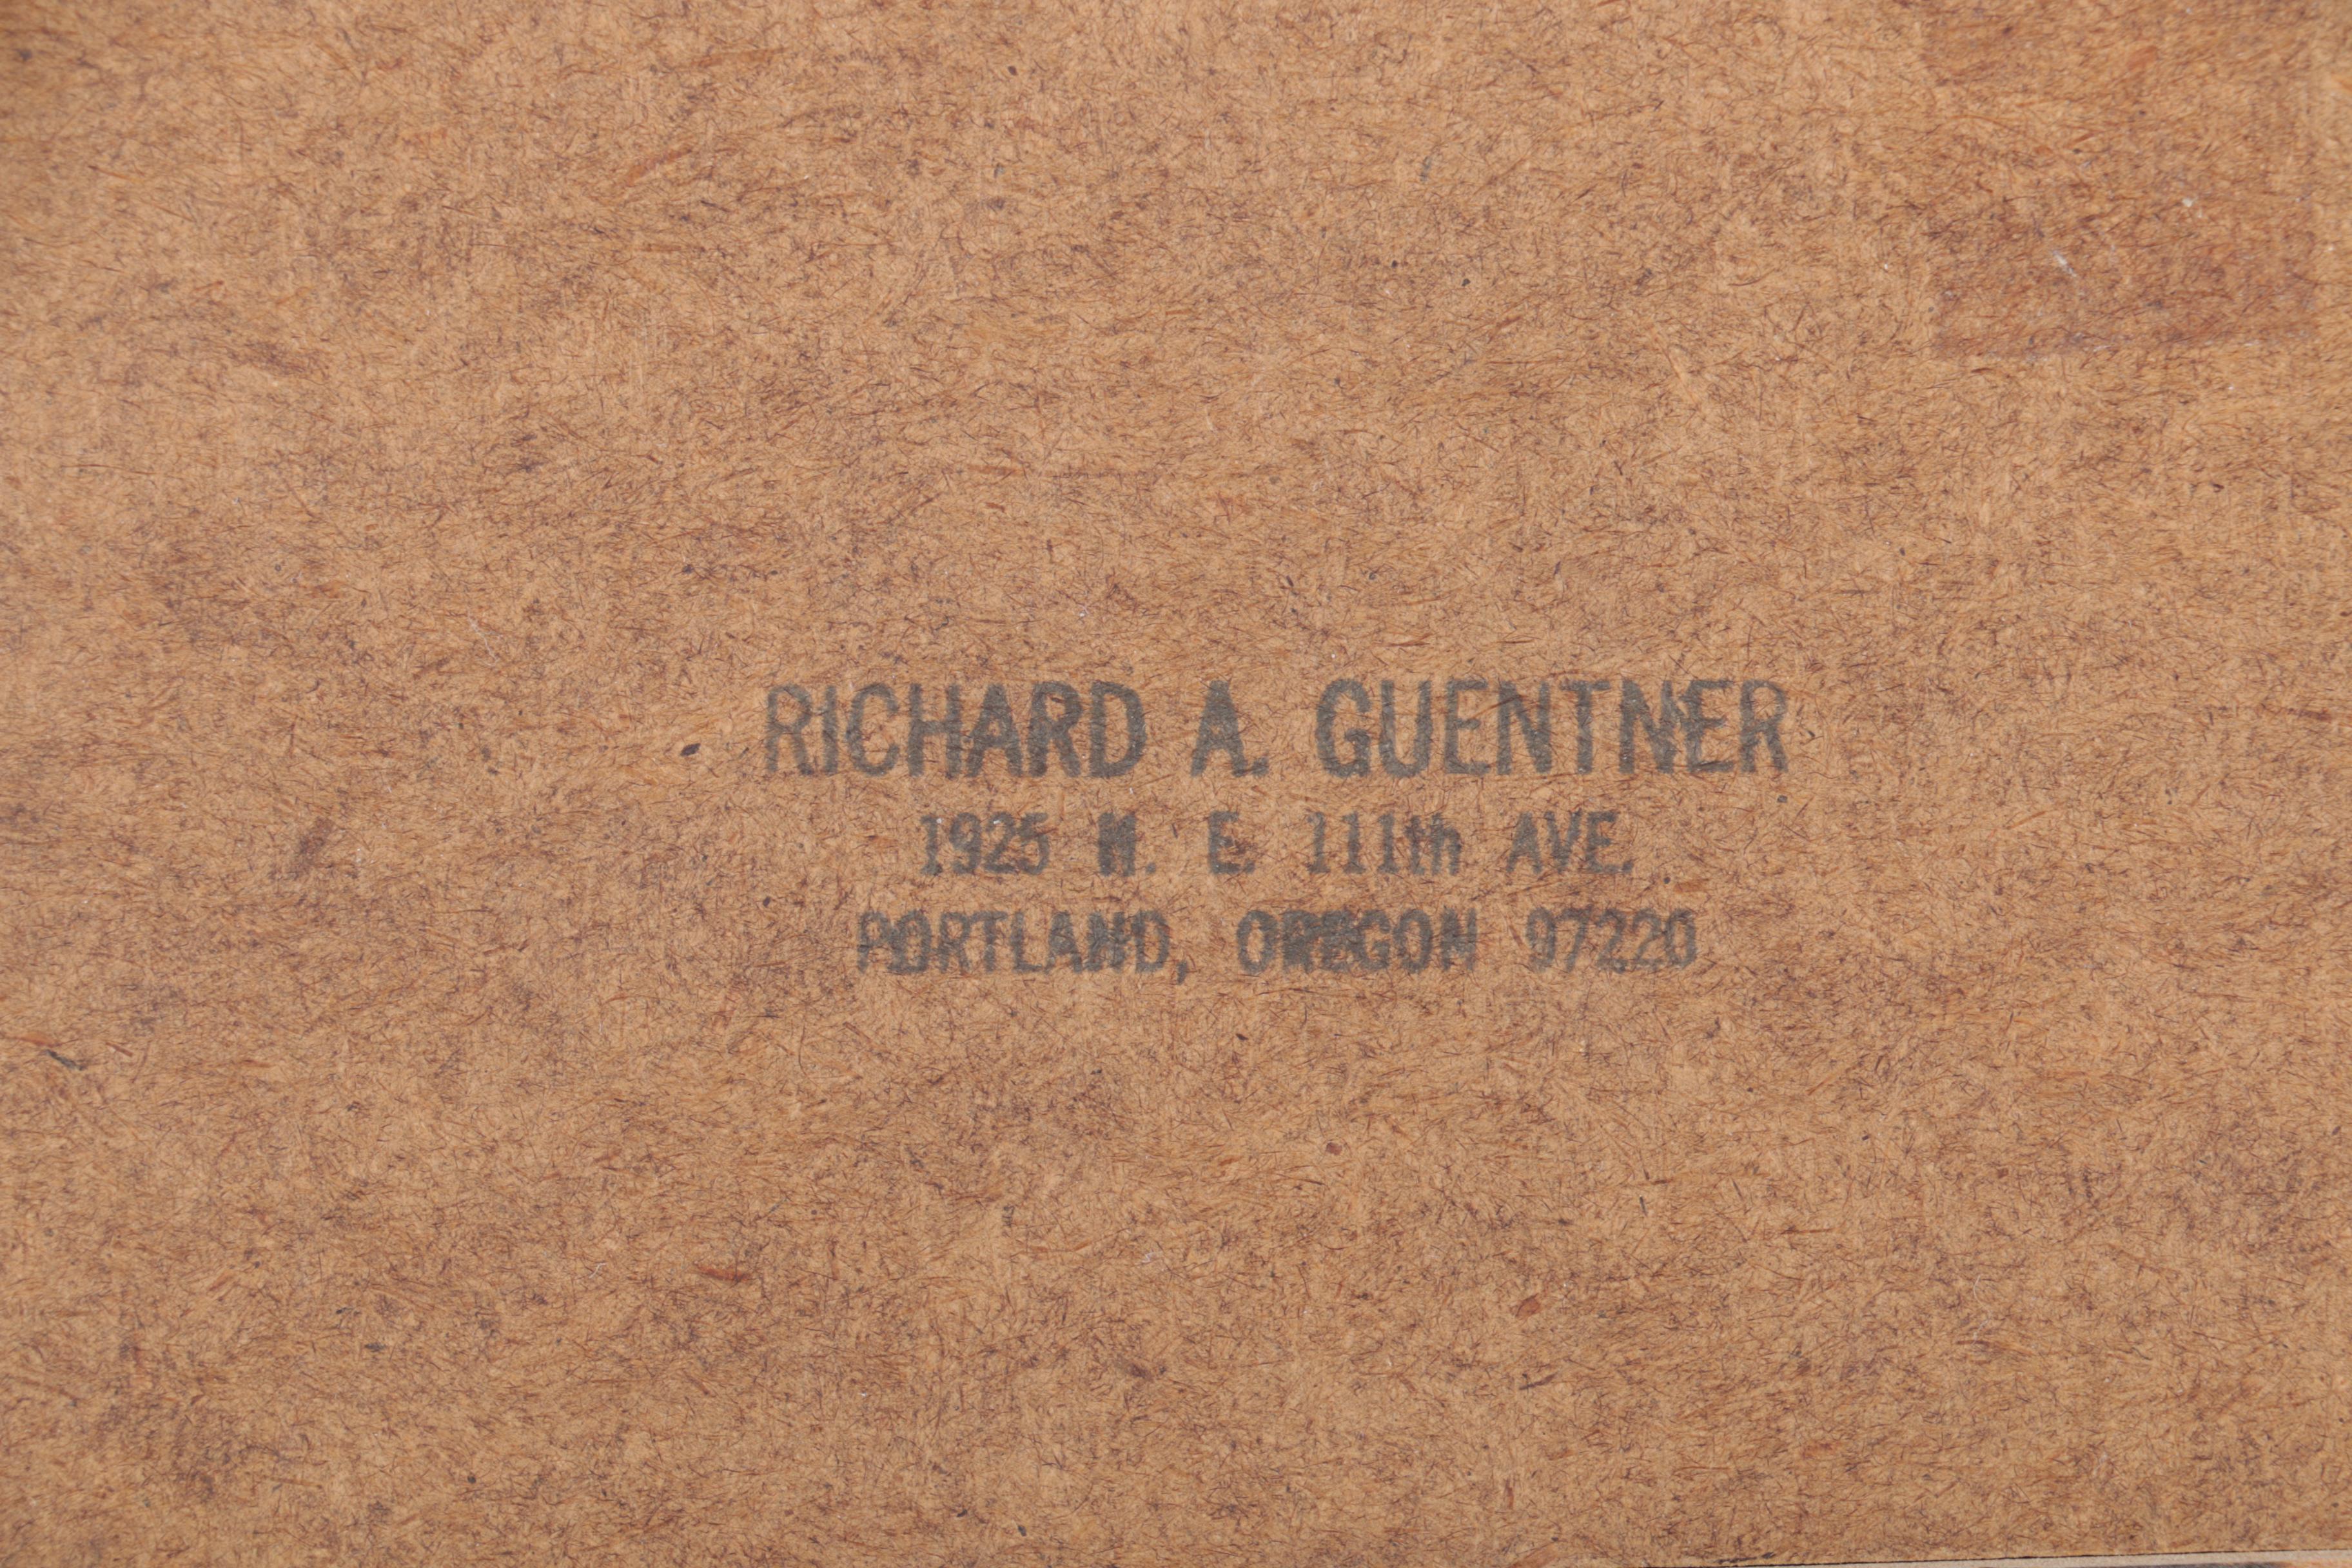 RICHARD A. GUENTNER
1925 N. E. 111th AVE.
PORTLAND, OREGON 97220